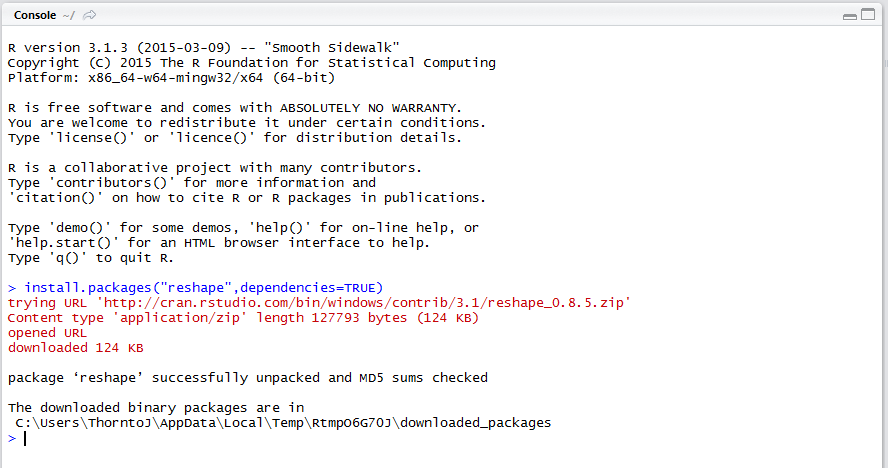 Console ~/
R version 3.1.3 (2015-03-09) -- "Smooth Sidewalk"
Copyright (C) 2015 The R Foundation for Statistical Computing
Platform: x86_64-w64-mingw32/x64 (64-bit)
R is free software and comes with ABSOLUTELY NO WARRANTY.
You are welcome to redistribute it under certain conditions.
Type 'license()' or 'licence()' for distribution details.
R is a collaborative project with many contributors.
Type 'contributors()' for more information and
'citation()' on how to cite R or R packages in publications.
Type 'demo()' for some demos, 'help()' for on-line help, or
'help.start()' for an HTML browser interface to help.
Type 'q()' to quit R.
> install.packages("reshape",dependencies=TRUE)
trying URL 'http://cran.rstudio.com/bin/windows/contrib/3.1/reshape_0.8.5.zip'
Content type 'application/zip' length 127793 bytes (124 KB)
opened URL
downloaded 124 KB
package ‘reshape’ successfully unpacked and MD5 sums checked
The downloaded binary packages are in
C:\Users\ThorntoJ\AppData\Local\Temp\RtmpO6G70J\downloaded_packages
>